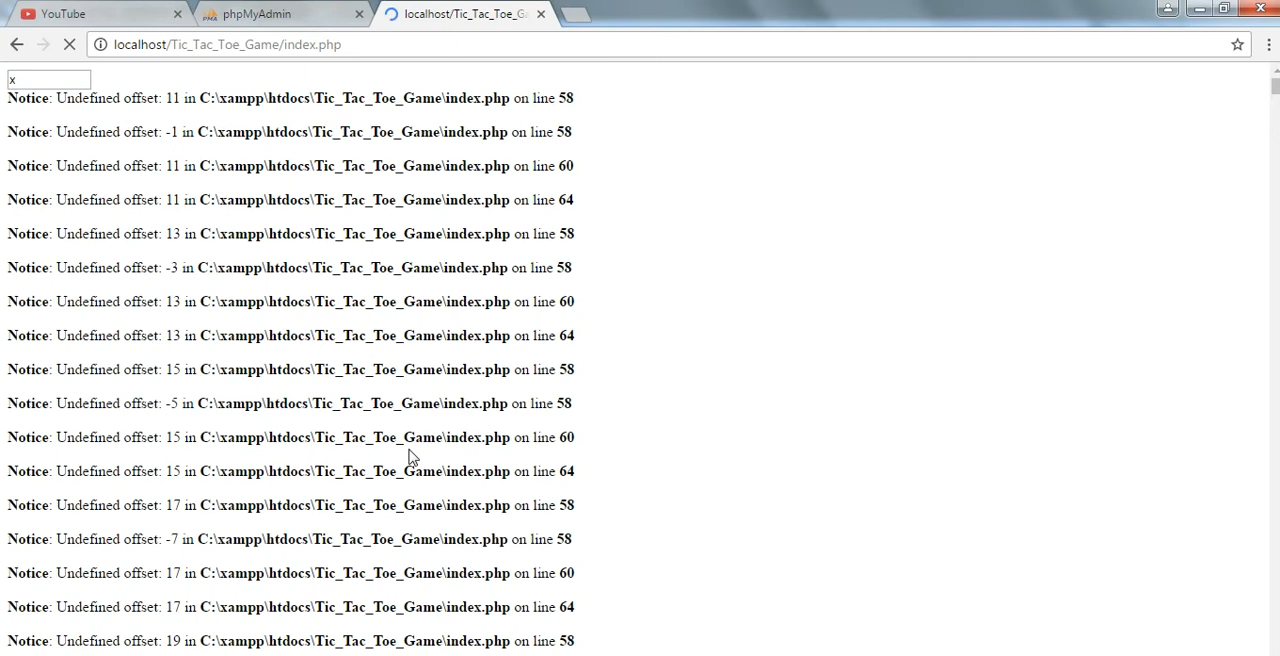 YouTube
phpMyAdmin
localhost/Tic_Tac_Toe_Ga
localhost/Tic_Tac_Toe_Game/index.php
x
Notice: Undefined offset: 11 in C:\xampp\htdocs\Tic_Tac_Toe_Game\index.php on line 58
Notice: Undefined offset: -1 in C:\xampp\htdocs\Tic_Tac_Toe_Game\index.php on line 58
Notice: Undefined offset: 11 in C:\xampp\htdocs\Tic_Tac_Toe_Game\index.php on line 60
Notice: Undefined offset: 11 in C:\xampp\htdocs\Tic_Tac_Toe_Game\index.php on line 64
Notice: Undefined offset: 13 in C:\xampp\htdocs\Tic_Tac_Toe_Game\index.php on line 58
Notice: Undefined offset: -3 in C:\xampp\htdocs\Tic_Tac_Toe_Game\index.php on line 58
Notice: Undefined offset: 13 in C:\xampp\htdocs\Tic_Tac_Toe_Game\index.php on line 60
Notice: Undefined offset: 13 in C:\xampp\htdocs\Tic_Tac_Toe_Game\index.php on line 64
Notice: Undefined offset: 15 in C:\xampp\htdocs\Tic_Tac_Toe_Game\index.php on line 58
Notice: Undefined offset: -5 in C:\xampp\htdocs\Tic_Tac_Toe_Game\index.php on line 58
Notice: Undefined offset: 15 in C:\xampp\htdocs\Tic_Tac_Toe_Game\index.php on line 60
Notice: Undefined offset: 15 in C:\xampp\htdocs\Tic_Tac_Toe_Game\index.php on line 64
Notice: Undefined offset: 17 in C:\xampp\htdocs\Tic_Tac_Toe_Game\index.php on line 58
Notice: Undefined offset: -7 in C:\xampp\htdocs\Tic_Tac_Toe_Game\index.php on line 58
Notice: Undefined offset: 17 in C:\xampp\htdocs\Tic_Tac_Toe_Game\index.php on line 60
Notice: Undefined offset: 17 in C:\xampp\htdocs\Tic_Tac_Toe_Game\index.php on line 64
Notice: Undefined offset: 19 in C:\xampp\htdocs\Tic_Tac_Toe_Game\index.php on line 58